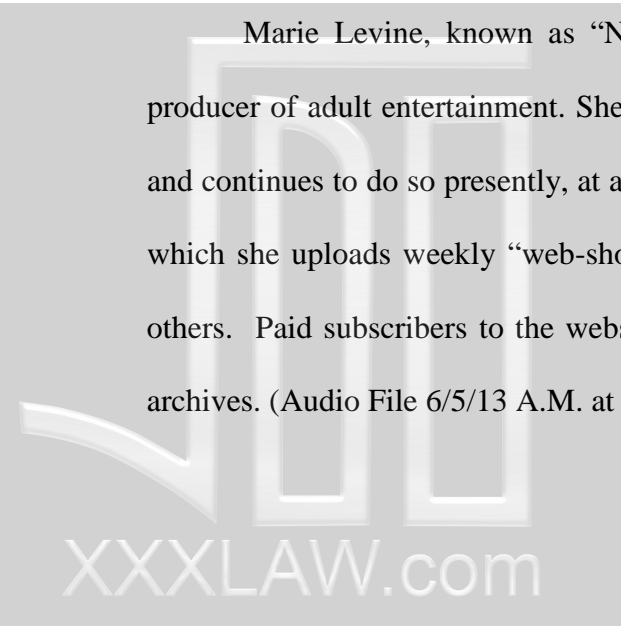 Marie Levine, known as “N
producer of adult entertainment. She
and continues to do so presently, at a
which she uploads weekly “web-sho
others. Paid subscribers to the webs
archives. (Audio File 6/5/13 A.M. at
XXXLAW.com